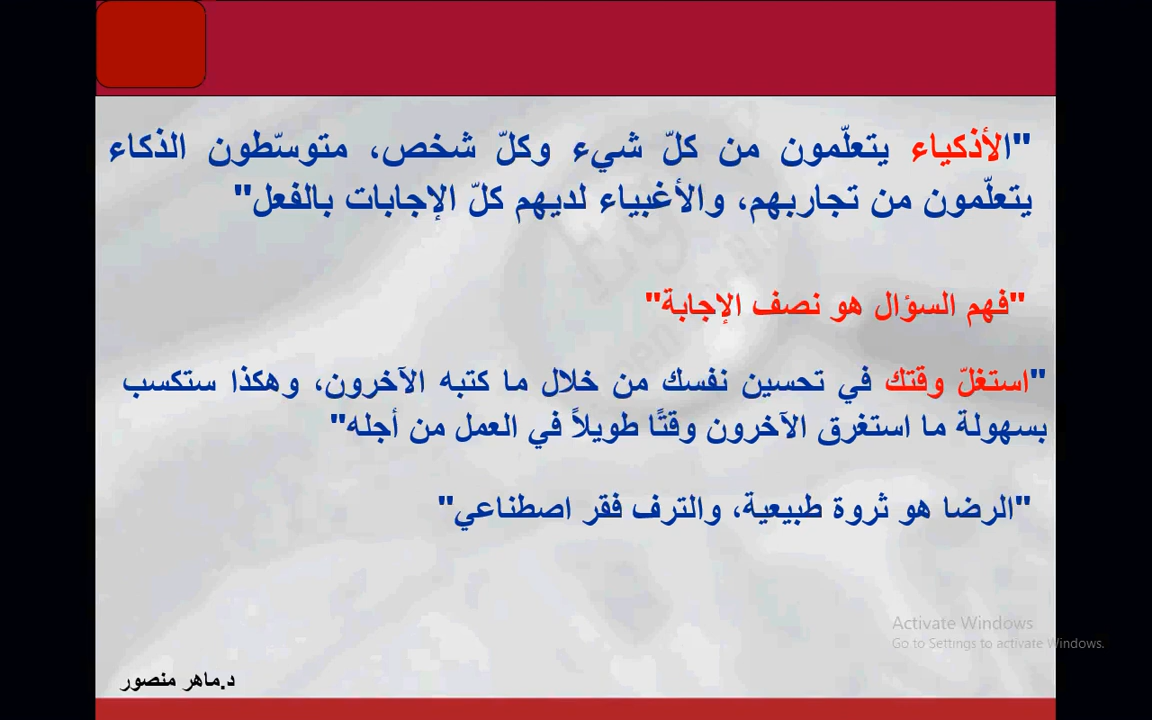 "الأذكياء يتعلّمون من كلّ شيء وكلّ شخص، متوسّطون الذكاء
يتعلّمون من تجاربهم، والأغبياء لديهم كلّ الإجابات بالفعل"
"فهم السؤال هو نصف الإجابة"
"استغلّ وقتك في تحسين نفسك من خلال ما كتبه الآخرون، وهكذا ستكسب
بسهولة ما استغرق الآخرون وقتًا طويلاً في العمل من أجله"
"الرضا هو ثروة طبيعية، والترف فقر اصطناعي"
Activate Windows
Go to Settings to activate Windows.
د.ماهر منصور